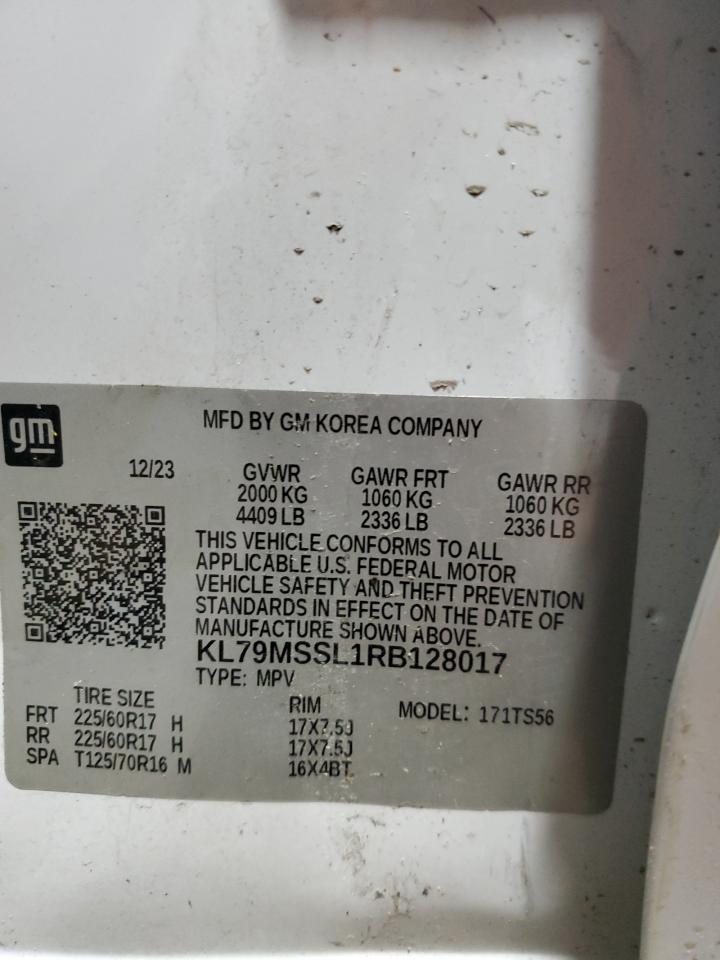 gm
MFD BY GM KOREA COMPANY
12/23
GVWR GAWR FRT GAWR RR
2000 KG 1060 KG 1060 KG
4409 LB 2336 LB 2336 LB
THIS VEHICLE CONFORMS TO ALL
APPLICABLE U.S. FEDERAL MOTOR
VEHICLE SAFETY AND THEFT PREVENTION
STANDARDS IN EFFECT ON THE DATE OF
MANUFACTURE SHOWN ABOVE.
KL79MSSL1RB128017
TYPE: MPV
TIRE SIZE RIM MODEL: 171TS56
FRT 225/60R17 H 17X7.5J
RR 225/60R17 H 17X7.5J
SPA T125/70R16 M 16X4BT